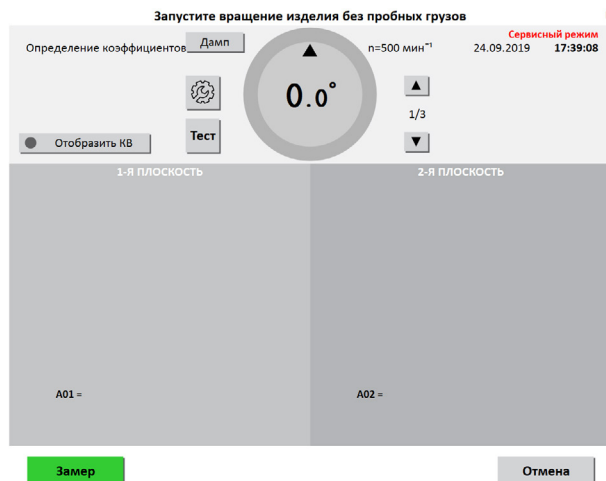 Запустите вращение изделия без пробных грузов
Сервисный режим
Определение коэффициентов Дамп n=500 мин⁻¹ 24.09.2019 17:39:08
0.0°
1/3
Отобразить КВ Тест
1-Я ПЛОСКОСТЬ 2-Я ПЛОСКОСТЬ
A01 = A02 =
Замер Отмена